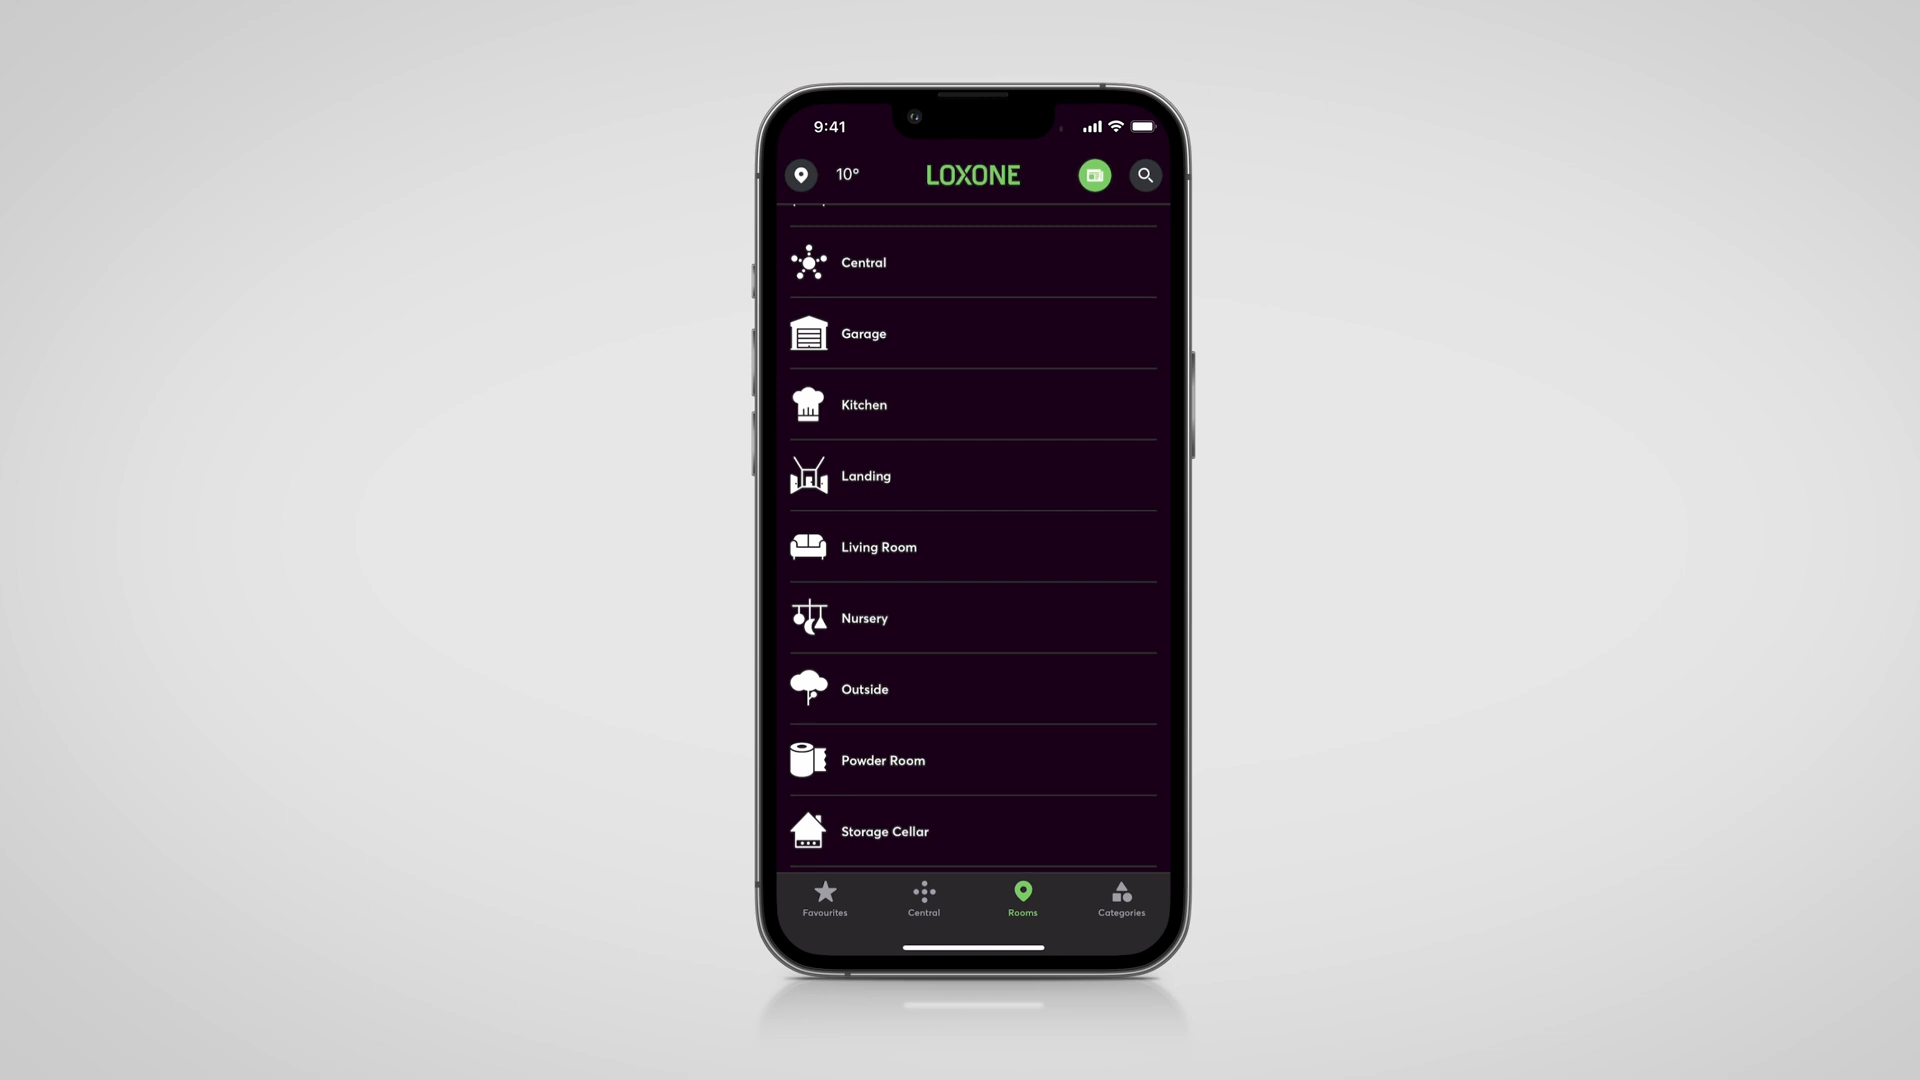 9:41
10°
LOXONE
Central
Garage
Kitchen
Landing
Living Room
Nursery
Outside
Powder Room
Storage Cellar
Favourites
Central
Rooms
Categories